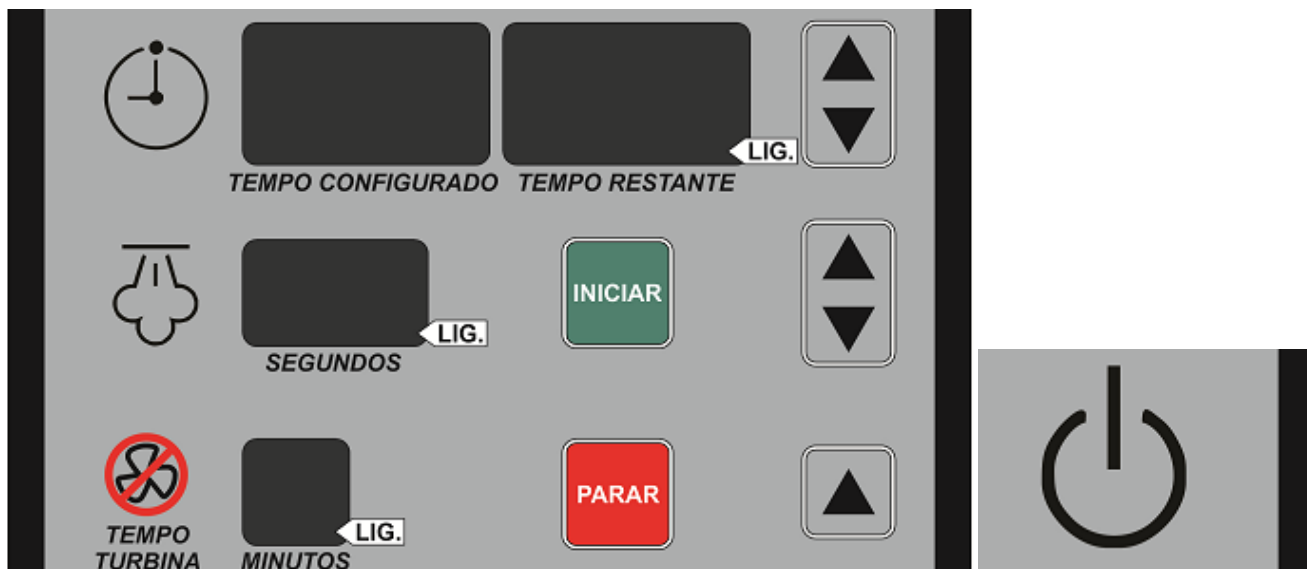 LIG.
TEMPO CONFIGURADO TEMPO RESTANTE
INICIAR
LIG.
SEGUNDOS
PARAR
LIG.
TEMPO
TURBINA MINUTOS